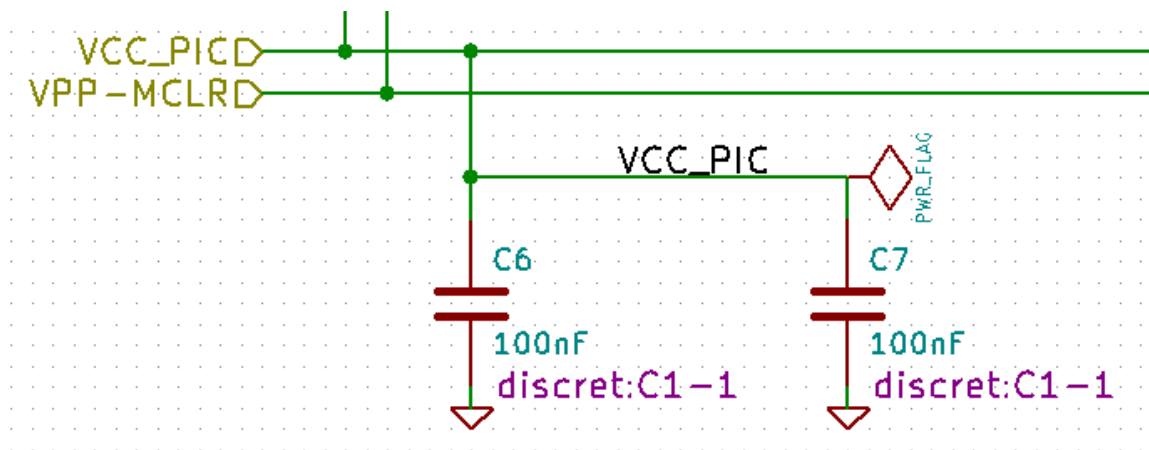 VCC_PIC
VPP-MCLR
VCC_PIC
PWR_FLAG
C6
100nF
discret:C1-1
C7
100nF
discret:C1-1